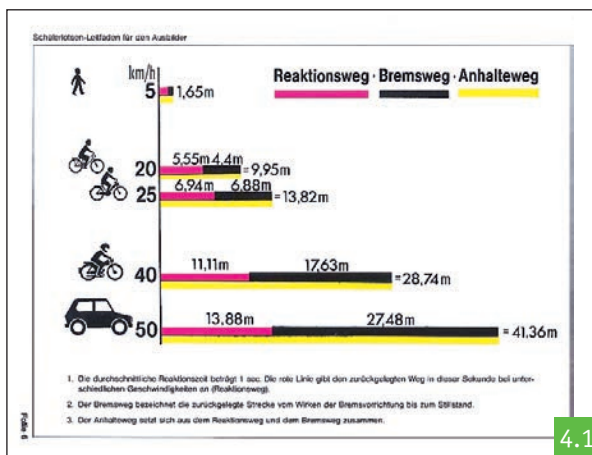 Schülerlotsen-Leitfaden für den Ausbilder
km/h
Reaktionsweg · Bremsweg · Anhalteweg
5 1,65m
20 5,55m 4,4m =9,95m
25 6,94m 6,88m =13,82m
40 11,11m 17,63m =28,74m
50 13,88m 27,48m =41,36m
1. Die durchschnittliche Reaktionszeit beträgt 1 sec. Die rote Linie gibt den zurückgelegten Weg in dieser Sekunde bei unter-
schiedlichen Geschwindigkeiten an (Reaktionsweg).
2. Der Bremsweg bezeichnet die zurückgelegte Strecke vom Wirken der Bremsvorrichtung bis zum Stillstand.
3. Der Anhalteweg setzt sich aus dem Reaktionsweg und dem Bremsweg zusammen.
Folie 6
4.1